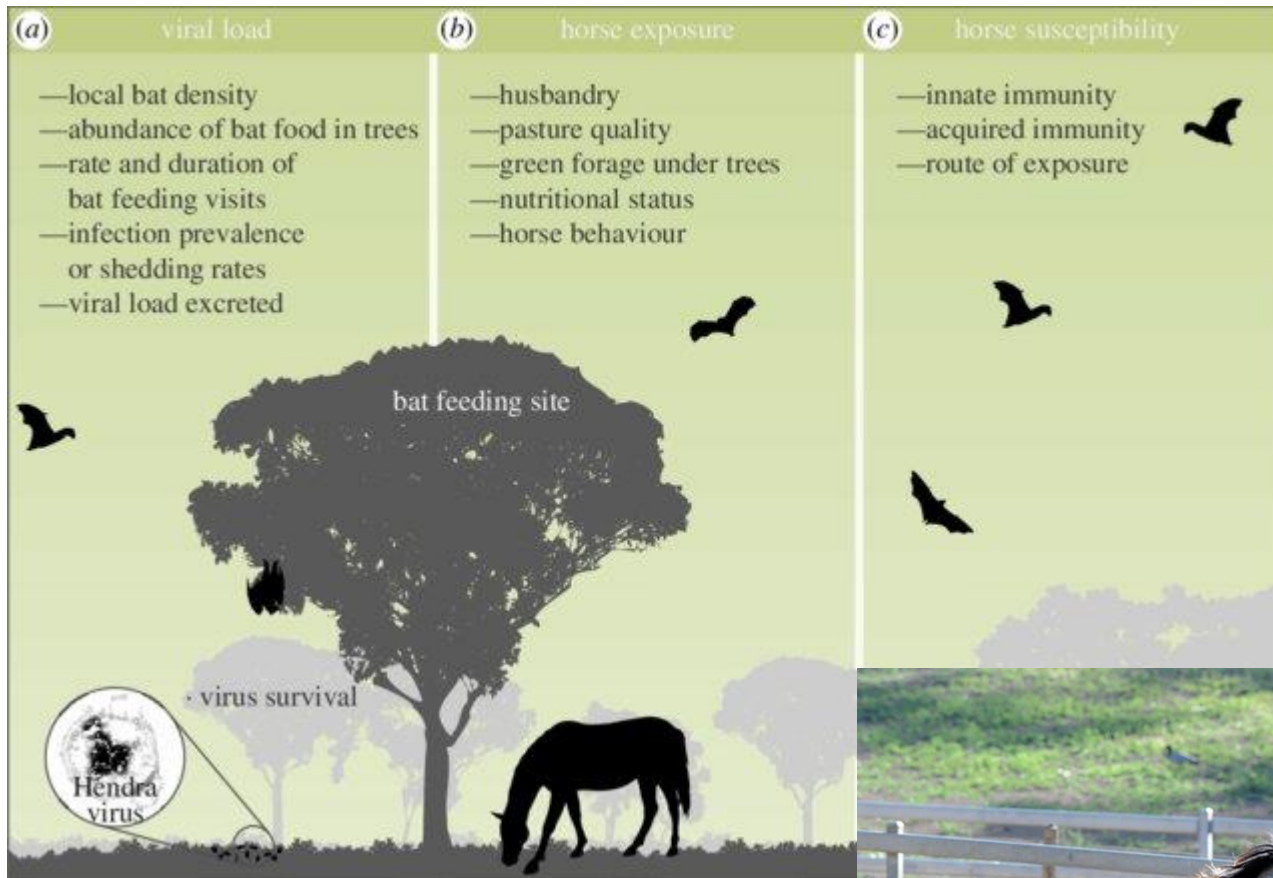 (a) viral load
—local bat density
—abundance of bat food in trees
—rate and duration of
bat feeding visits
—infection prevalence
or shedding rates
—viral load excreted
(b) horse exposure
—husbandry
—pasture quality
—green forage under trees
—nutritional status
—horse behaviour
(c) horse susceptibility
—innate immunity
—acquired immunity
—route of exposure
bat feeding site
· virus survival
Hendra
virus